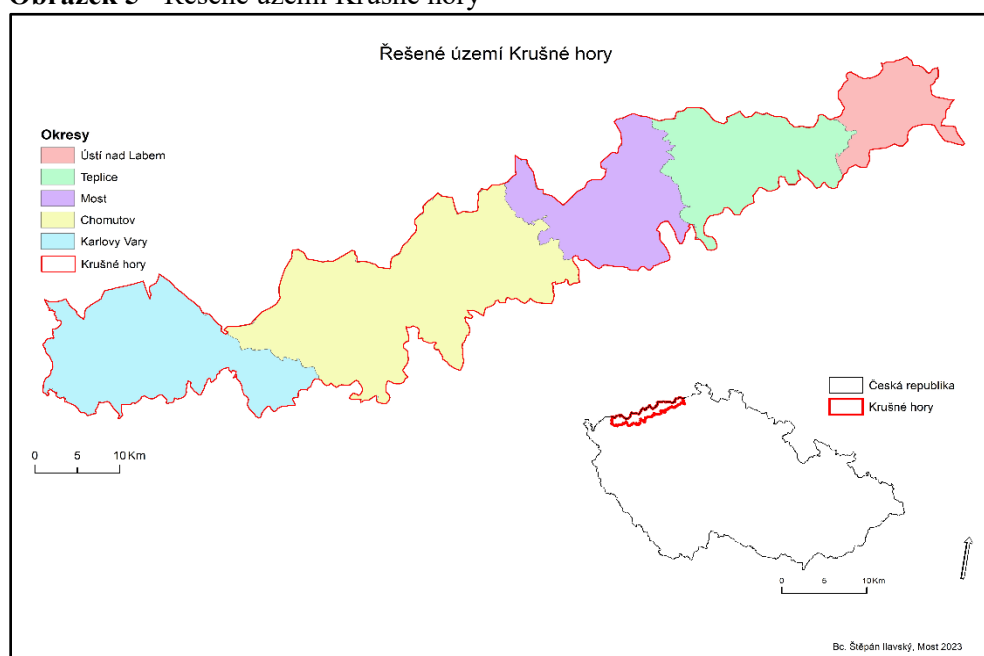 Obrázek 3 Řešené území Krušné hory
Řešené území Krušné hory
Okresy
Ústí nad Labem
Teplice
Most
Chomutov
Karlovy Vary
Krušné hory
0 5 10 Km
Česká republika
Krušné hory
0 5 10 Km
Bc. Štěpán Ilavský, Most 2023